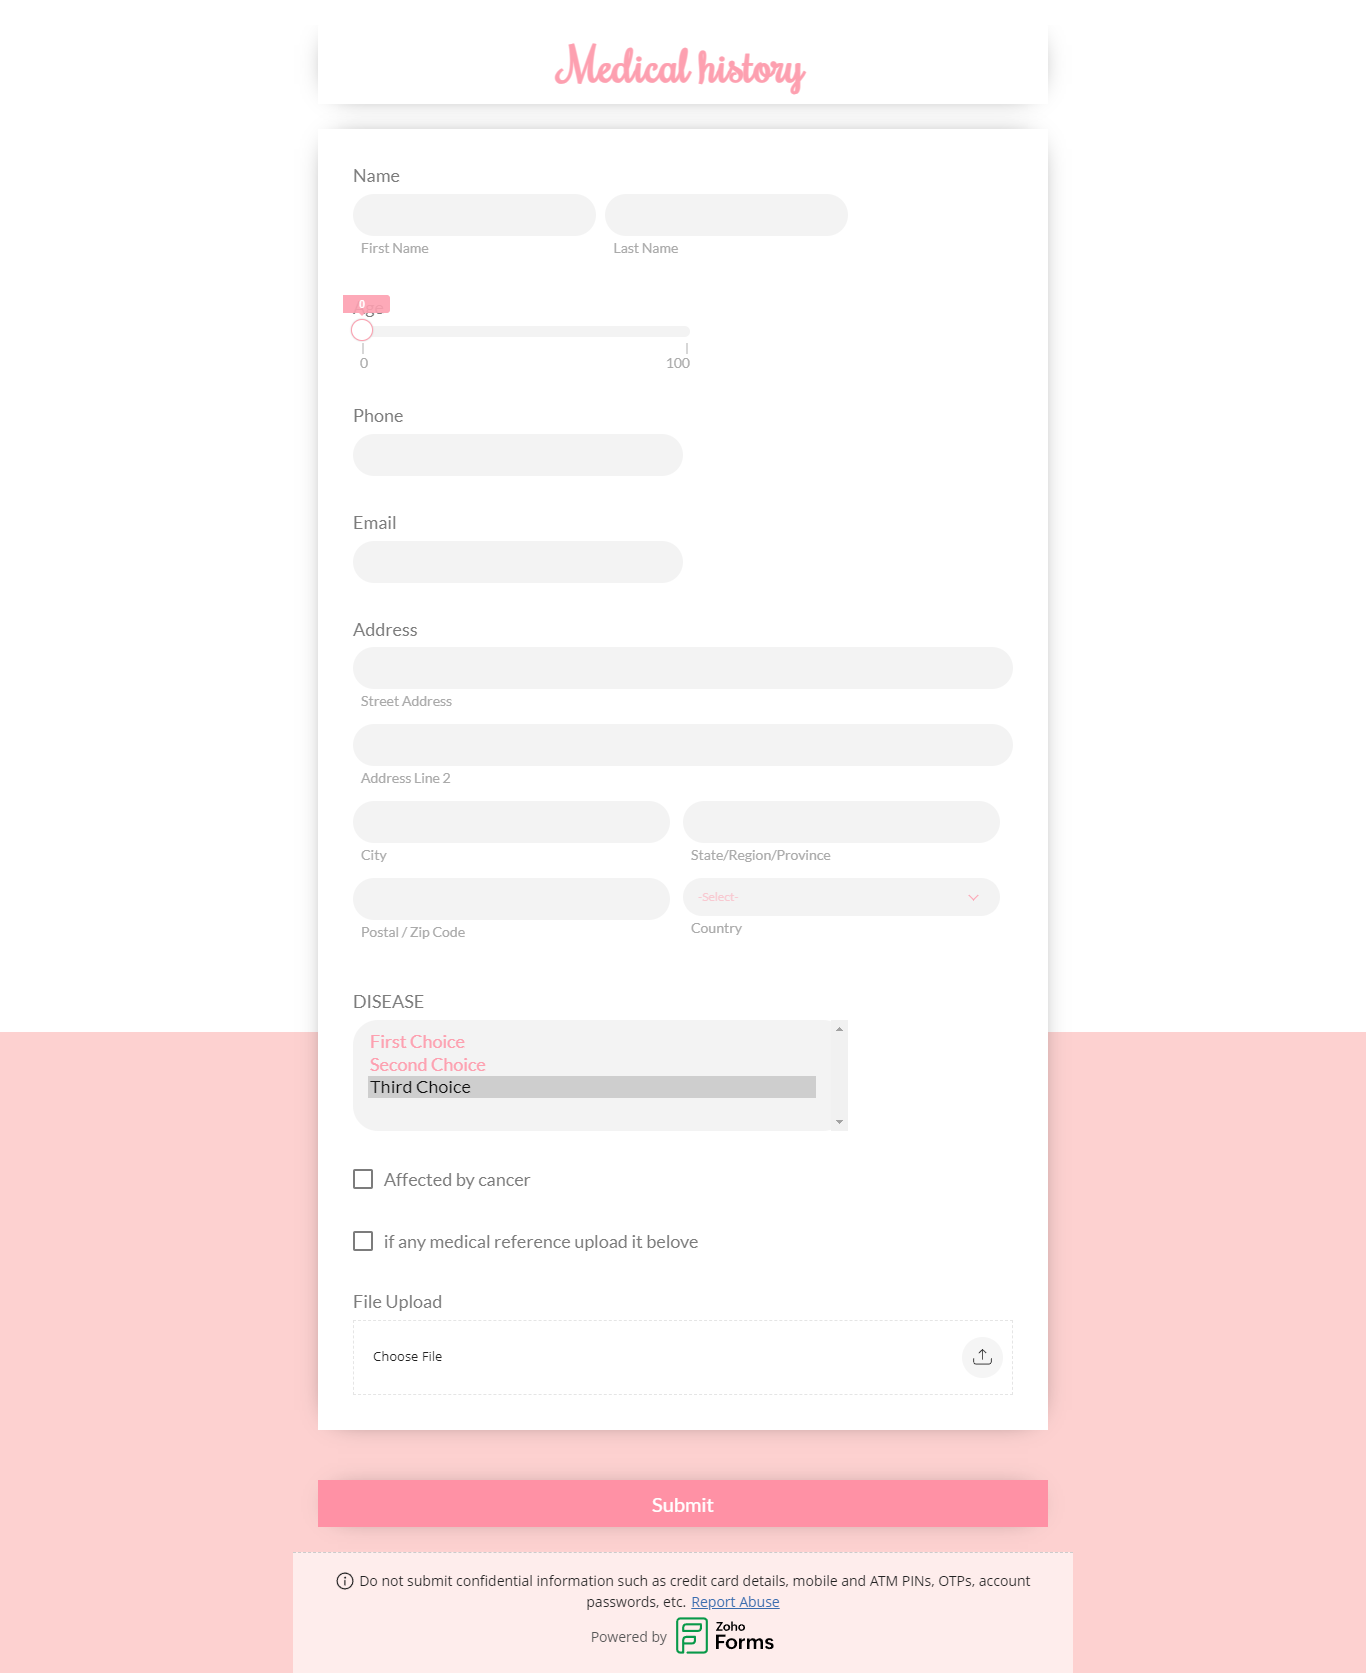 Medical history
Name
First Name
Last Name
0
Age
0
100
Phone
Email
Address
Street Address
Address Line 2
City
State/Region/Province
Postal / Zip Code
-Select-
Country
DISEASE
First Choice
Second Choice
Third Choice
Affected by cancer
if any medical reference upload it belove
File Upload
Choose File
Submit
Do not submit confidential information such as credit card details, mobile and ATM PINs, OTPs, account
passwords, etc. Report Abuse
Powered by Zoho Forms